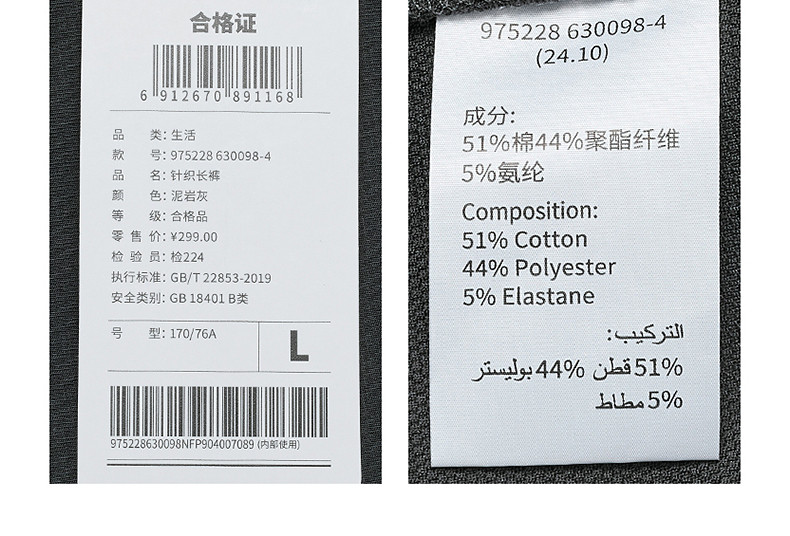 合格证
6 912670 891168
品 类: 生活
款 号: 975228 630098-4
品 名: 针织长裤
颜 色: 泥岩灰
等 级: 合格品
零 售 价: ¥299.00
检 验 员: 检224
执行标准: GB/T 22853-2019
安全类别: GB 18401 B类
号 型: 170/76A
L
975228630098NFP904007089 (内部使用)
975228 630098-4
(24.10)
成分:
51%棉44%聚酯纤维
5%氨纶
Composition:
51% Cotton
44% Polyester
5% Elastane
التركيب:
51% قطن 44% بوليستر
5% مطاط